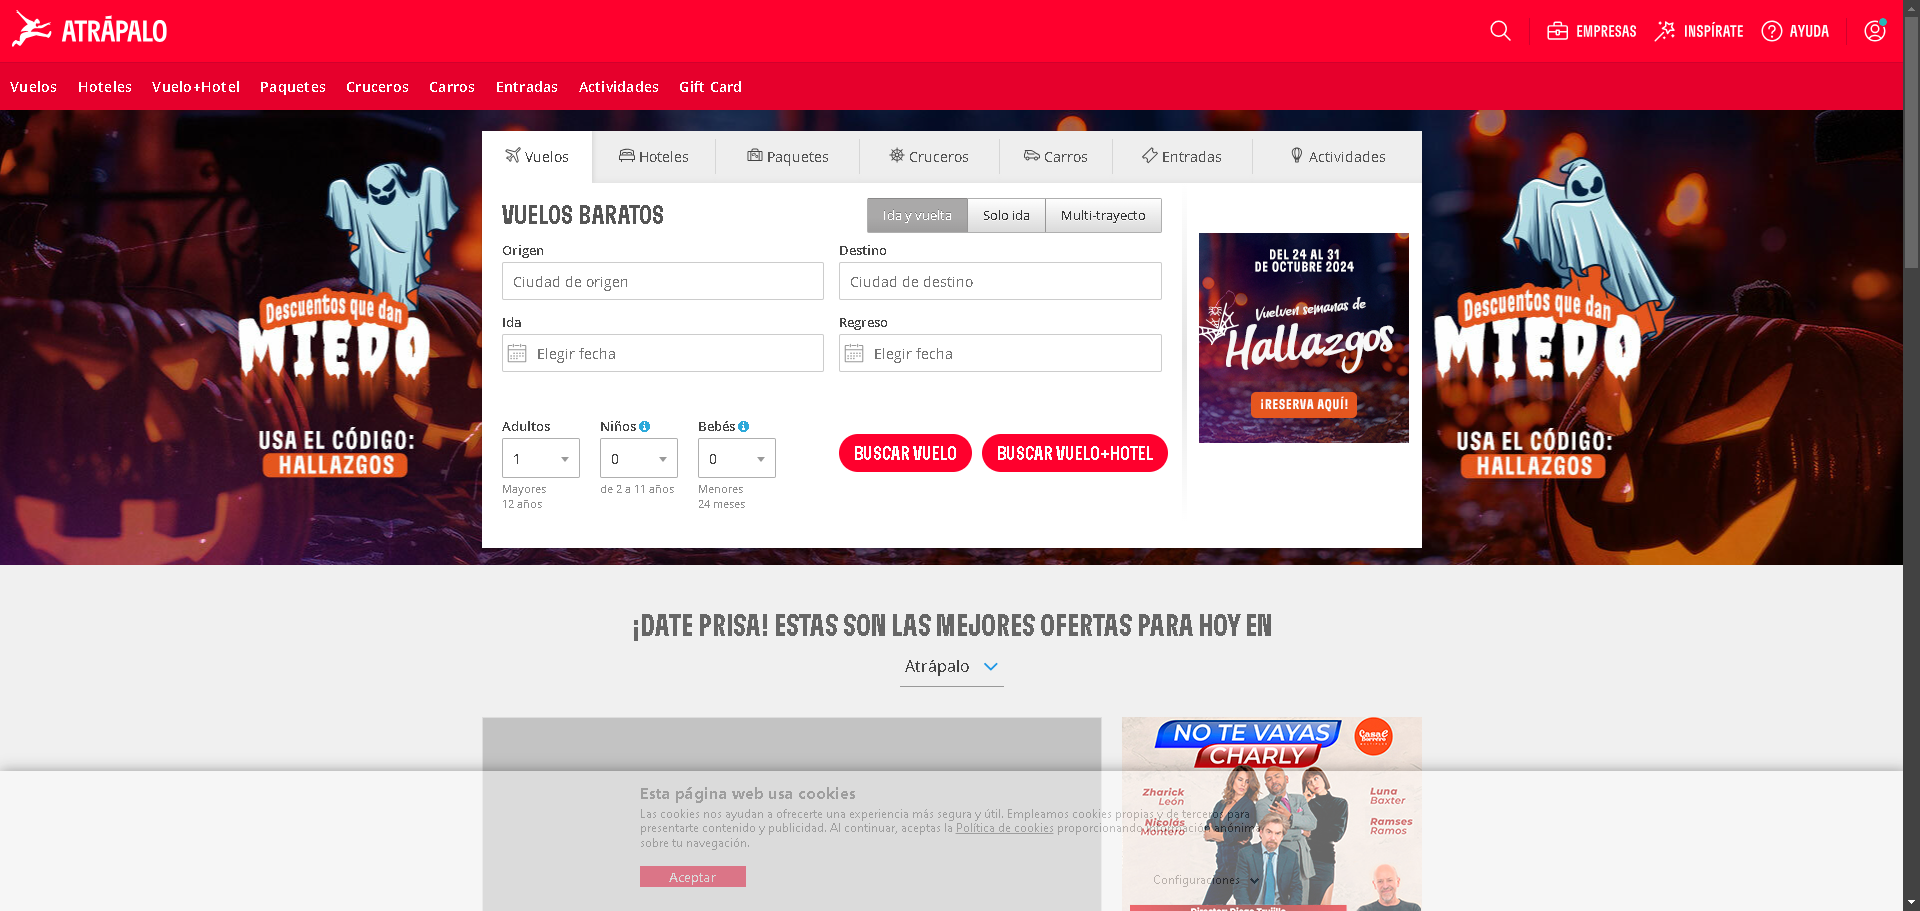 ATRÁPALO
EMPRESAS
INSPÍRATE
AYUDA
Vuelos
Hoteles
Vuelo+Hotel
Paquetes
Cruceros
Carros
Entradas
Actividades
Gift Card
Vuelos
Hoteles
Paquetes
Cruceros
Carros
Entradas
Actividades
Descuentos que dan
MIEDO
USA EL CÓDIGO:
HALLAZGOS
VUELOS BARATOS
Ida y vuelta
Solo ida
Multi-trayecto
Origen
Destino
Ciudad de origen
Ciudad de destino
Ida
Regreso
Elegir fecha
Elegir fecha
Adultos
Niños
Bebés
1
0
0
Mayores
12 años
de 2 a 11 años
Menores
24 meses
BUSCAR VUELO
BUSCAR VUELO+HOTEL
DEL 24 AL 31
DE OCTUBRE 2024
Vuelven semanas de
Hallazgos
¡RESERVA AQUÍ!
Descuentos que dan
MIEDO
USA EL CÓDIGO:
HALLAZGOS
¡DATE PRISA! ESTAS SON LAS MEJORES OFERTAS PARA HOY EN
Atrápalo
NO TE VAYAS
CHARLY
Casa E
Borrero
Zharick
León
Nicolás
Montero
Luna
Baxter
Ramses
Ramos
Esta página web usa cookies
Las cookies nos ayudan a ofrecerte una experiencia más segura y útil. Empleamos cookies propias y de terceros para
presentarte contenido y publicidad. Al continuar, aceptas la Política de cookies proporcionando información anónima
sobre tu navegación.
Aceptar
Configuraciones